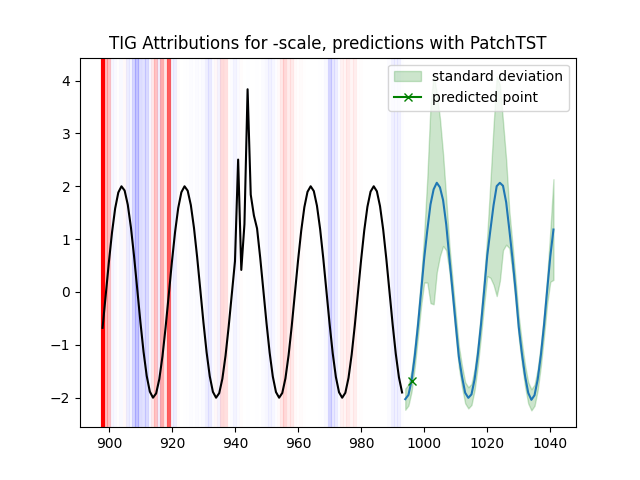 TIG Attributions for -scale, predictions with PatchTST
standard deviation
predicted point
4
3
2
1
0
−1
−2
900 920 940 960 980 1000 1020 1040